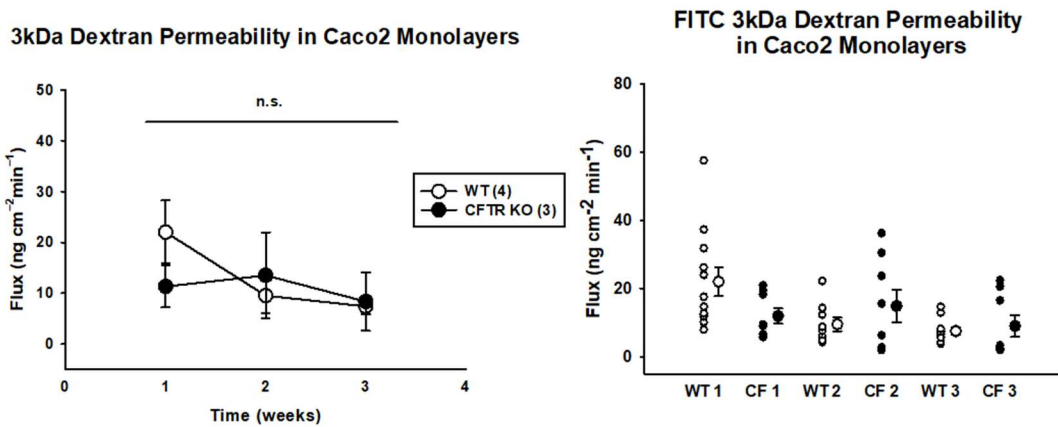 3kDa Dextran Permeability in Caco2 Monolayers
50
40
30
20
10
0
Flux (ng cm⁻²min⁻¹)
n.s.
WT (4)
CFTR KO (3)
0 1 2 3 4
Time (weeks)
FITC 3kDa Dextran Permeability
in Caco2 Monolayers
80
60
40
20
0
Flux (ng cm⁻² min⁻¹)
WT 1 CF 1 WT 2 CF 2 WT 3 CF 3